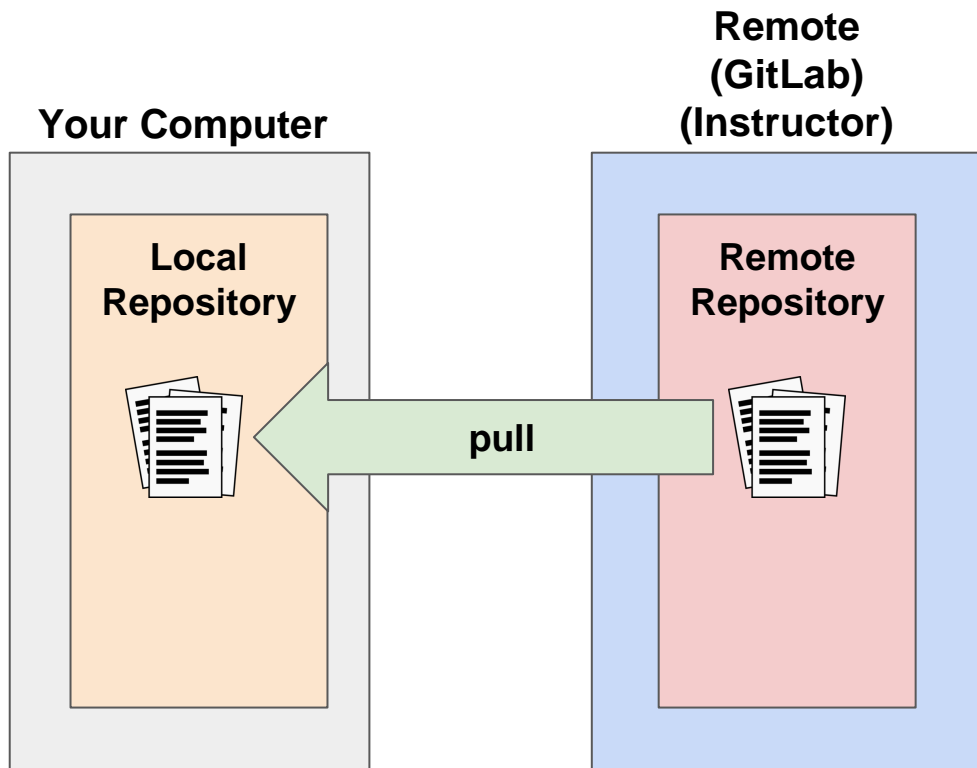 Your Computer
Remote
(GitLab)
(Instructor)
Local
Repository
Remote
Repository
pull